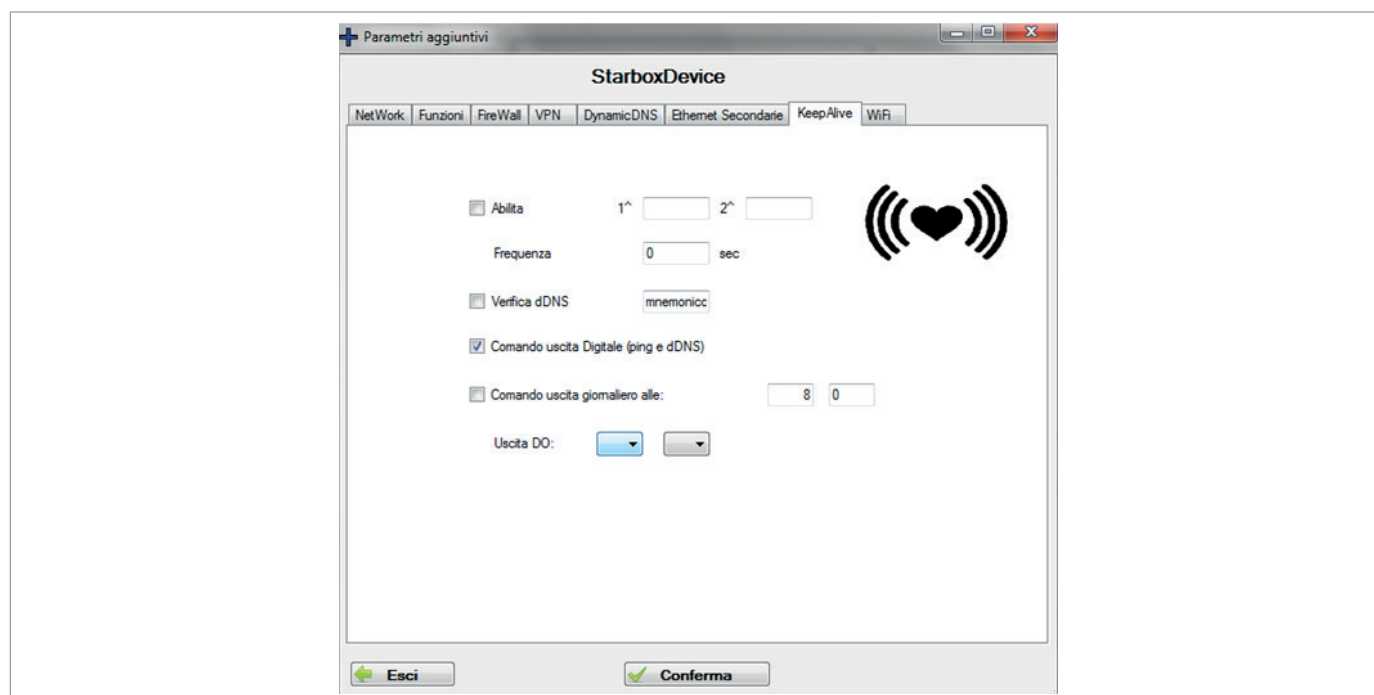 Parametri aggiuntivi
StarboxDevice
NetWork Funzioni FireWall VPN DynamicDNS Ethernet Secondarie KeepAlive WiFi
Abilita 1^ 2^
Frequenza 0 sec
Verifica dDNS mnemonicc
Comando uscita Digitale (ping e dDNS)
Comando uscita giornaliero alle: 8 0
Uscita DO:
Esci Conferma